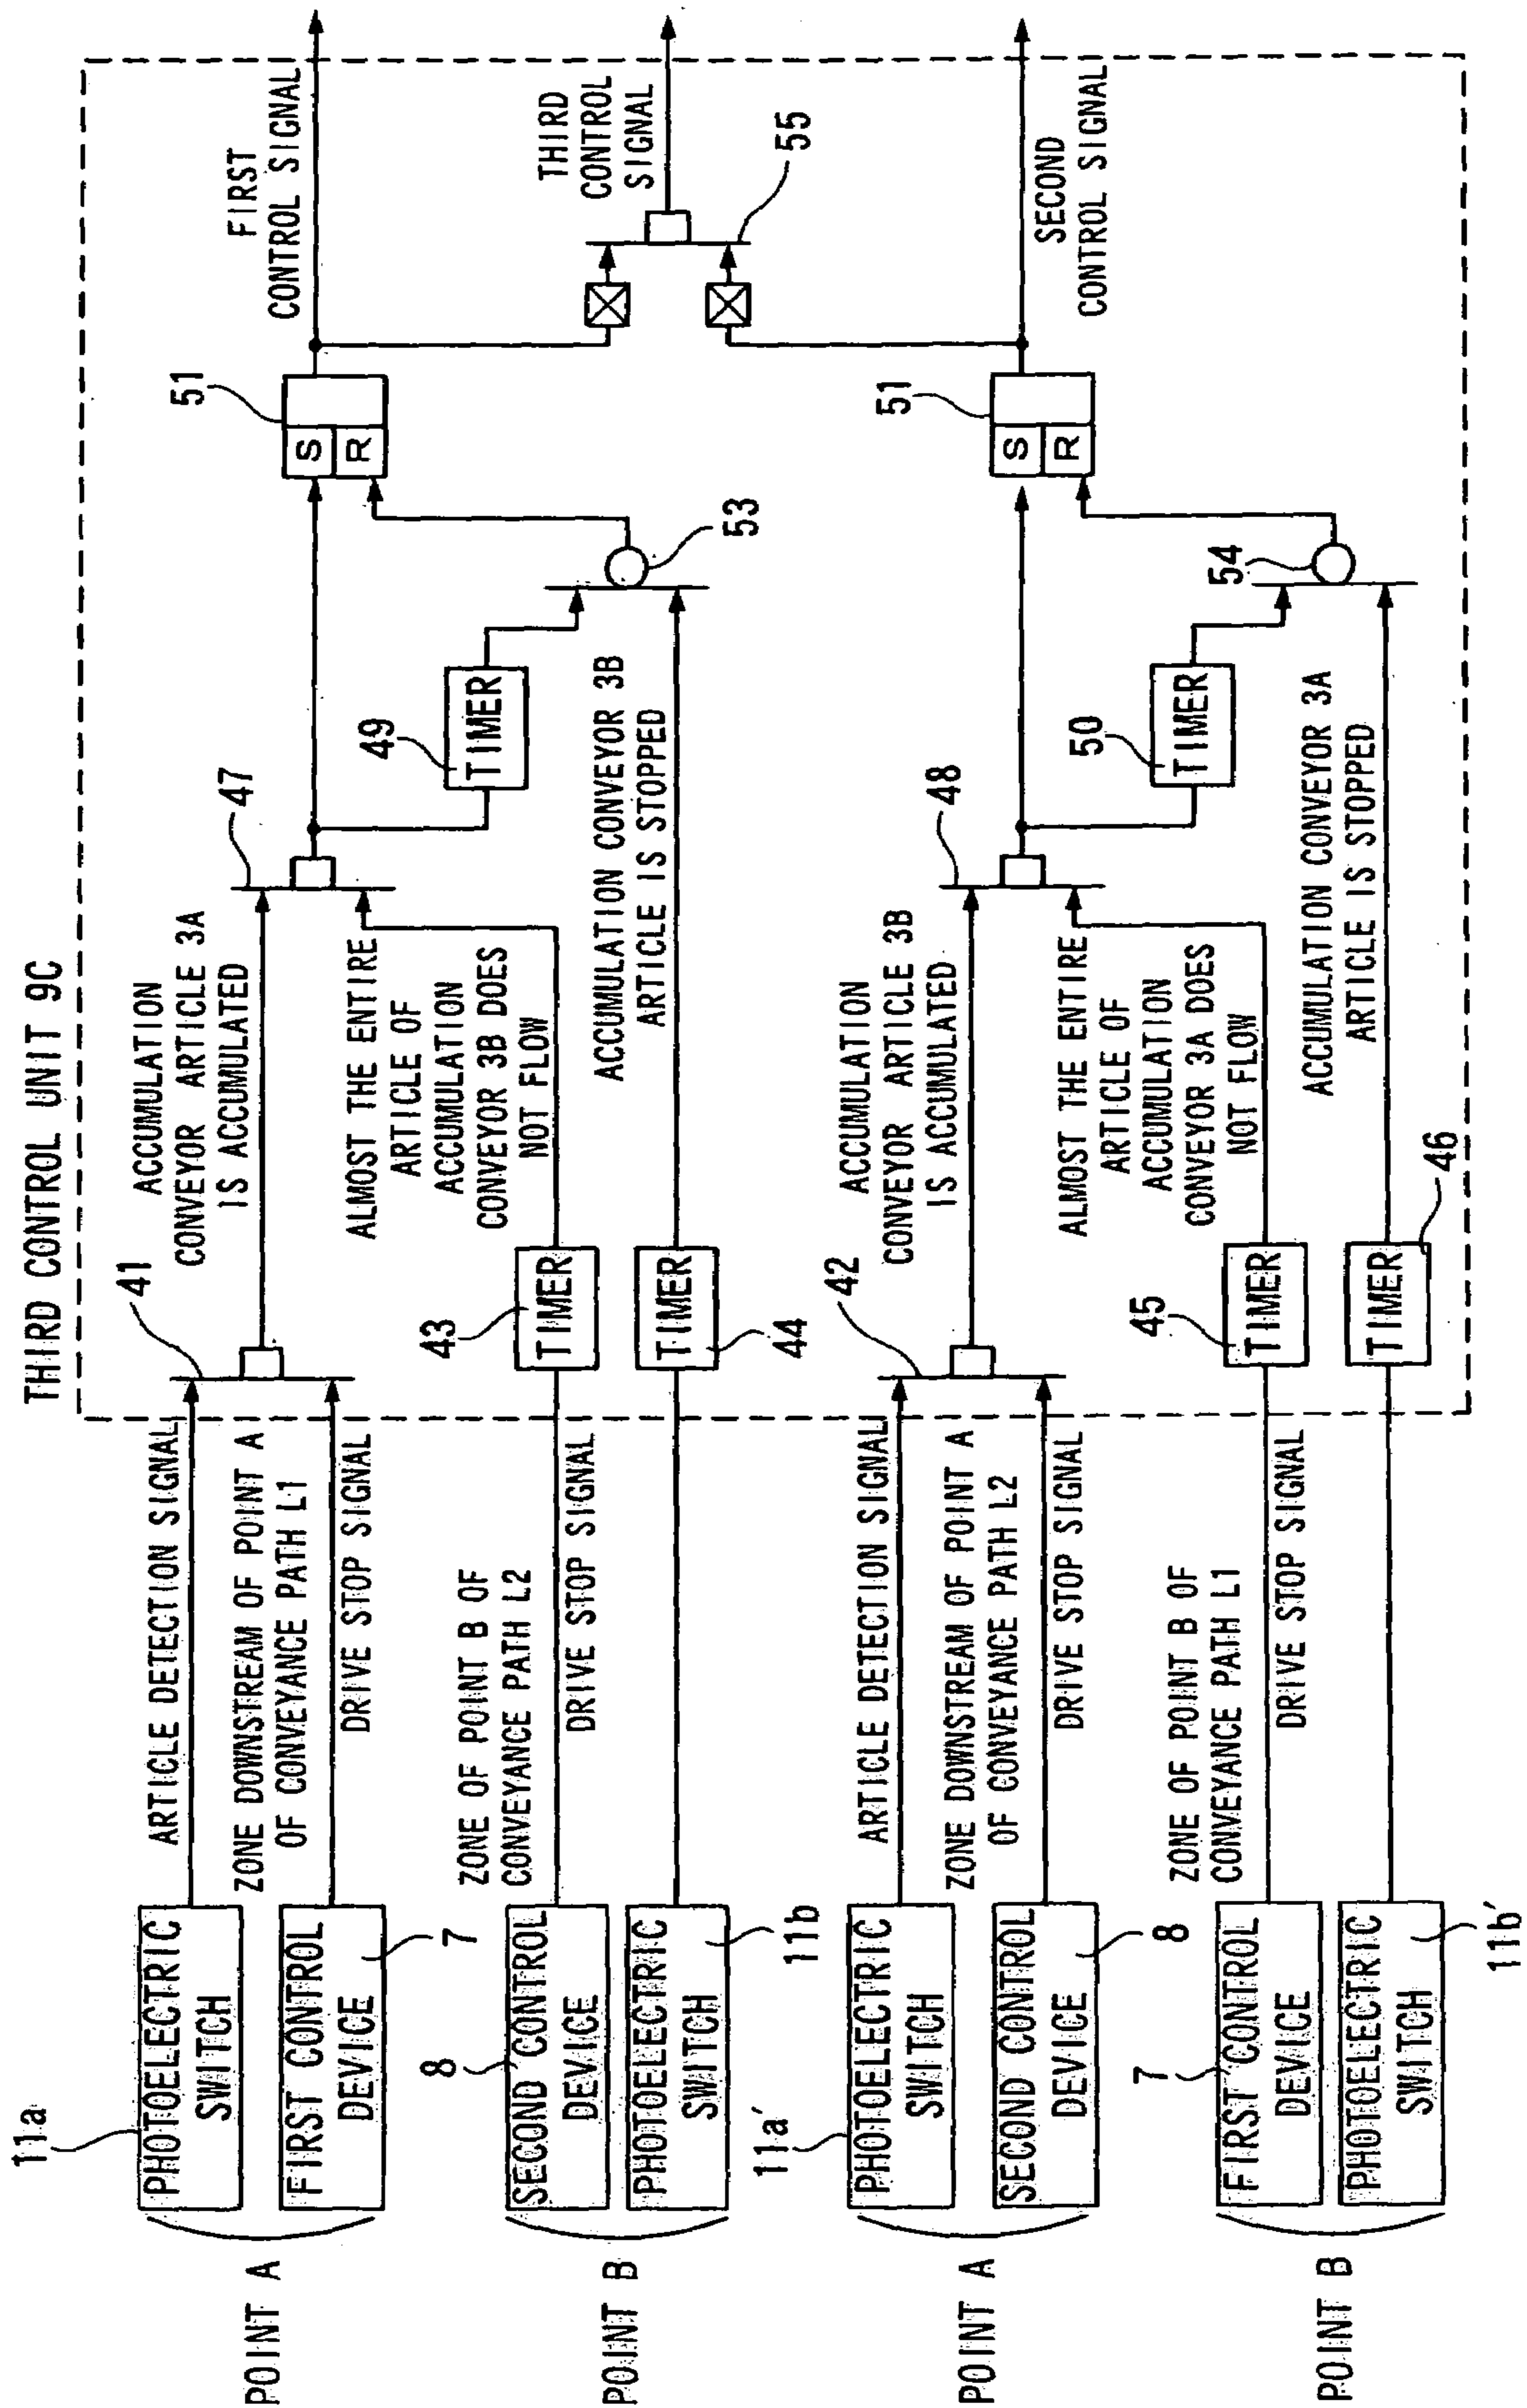 THIRD CONTROL UNIT 9C
11a
PHOTOELECTRIC
SWITCH
ARTICLE DETECTION SIGNAL
POINT A
FIRST CONTROL
DEVICE
7
ZONE DOWNSTREAM OF POINT A
OF CONVEYANCE PATH L1
DRIVE STOP SIGNAL
41
ACCUMULATION
CONVEYOR ARTICLE 3A
IS ACCUMULATED
47
ALMOST THE ENTIRE
ARTICLE OF
ACCUMULATION
CONVEYOR 3B DOES
NOT FLOW
51
S
R
FIRST
CONTROL SIGNAL
POINT B
8
SECOND CONTROL
DEVICE
ZONE OF POINT B OF
CONVEYANCE PATH L2
DRIVE STOP SIGNAL
43
TIMER
49
TIMER
PHOTOELECTRIC
SWITCH
11b
TIMER
44
ACCUMULATION CONVEYOR 3B
ARTICLE IS STOPPED
53
THIRD
CONTROL
SIGNAL
55
11a′
PHOTOELECTRIC
SWITCH
ARTICLE DETECTION SIGNAL
POINT A
SECOND CONTROL
DEVICE
8
ZONE DOWNSTREAM OF POINT A
OF CONVEYANCE PATH L2
DRIVE STOP SIGNAL
42
ACCUMULATION
CONVEYOR ARTICLE 3B
IS ACCUMULATED
48
ALMOST THE ENTIRE
ARTICLE OF
ACCUMULATION
CONVEYOR 3A DOES
NOT FLOW
51
S
R
SECOND
CONTROL SIGNAL
POINT B
7
FIRST CONTROL
DEVICE
ZONE OF POINT B OF
CONVEYANCE PATH L1
DRIVE STOP SIGNAL
45
TIMER
50
TIMER
PHOTOELECTRIC
SWITCH
11b′
TIMER
46
ACCUMULATION CONVEYOR 3A
ARTICLE IS STOPPED
54